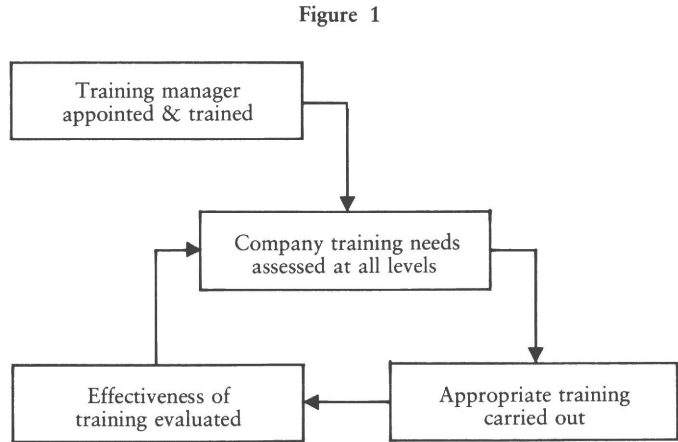 Figure 1
Training manager
appointed & trained
Company training needs
assessed at all levels
Effectiveness of
training evaluated
Appropriate training
carried out